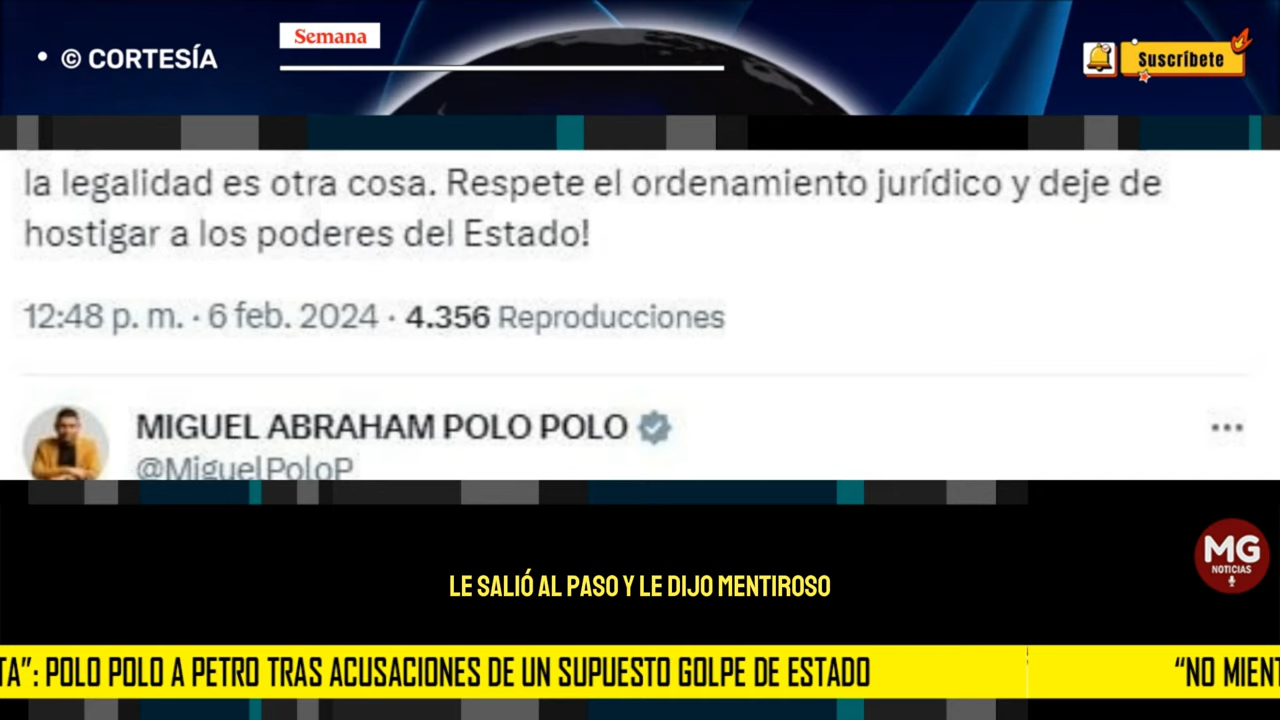 • © CORTESÍA
Semana
Suscríbete
la legalidad es otra cosa. Respete el ordenamiento jurídico y deje de
hostigar a los poderes del Estado!
12:48 p. m. · 6 feb. 2024 · 4.356 Reproducciones
MIGUEL ABRAHAM POLO POLO
@MiguelPoloP
MG
NOTICIAS
LE SALIÓ AL PASO Y LE DIJO MENTIROSO
TA”: POLO POLO A PETRO TRAS ACUSACIONES DE UN SUPUESTO GOLPE DE ESTADO
“NO MIENT